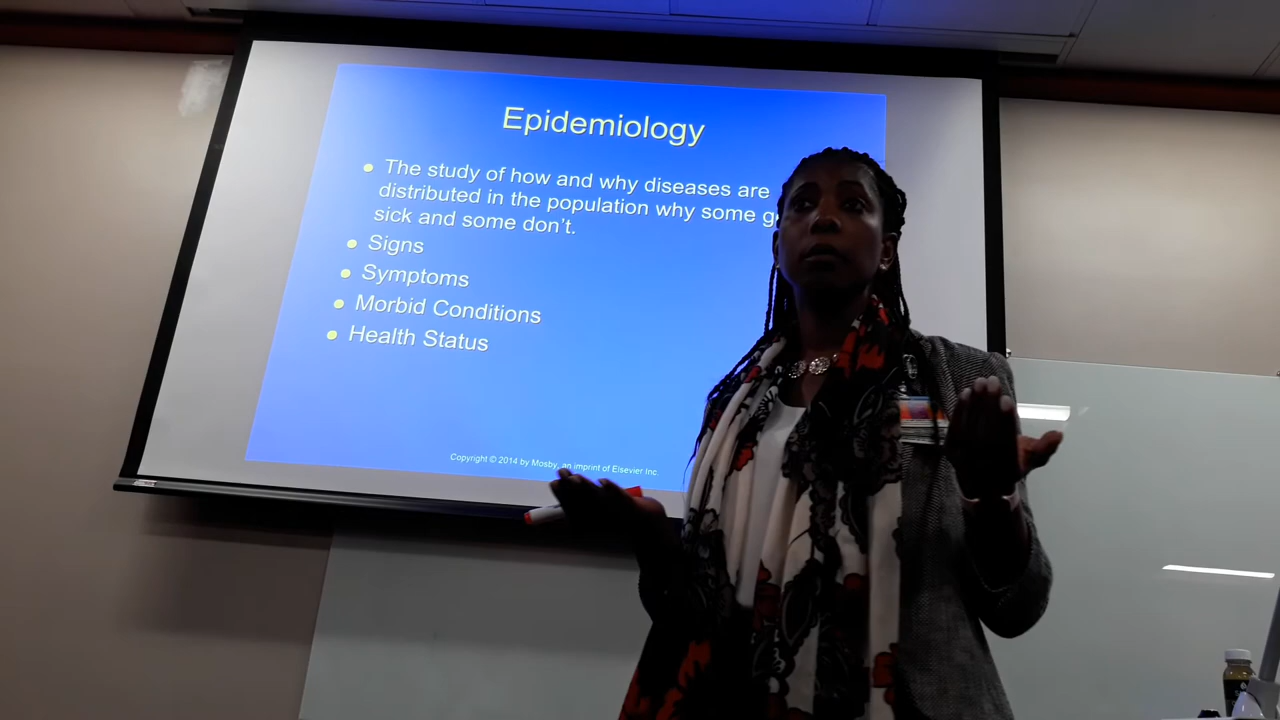 Epidemiology
• The study of how and why diseases are
distributed in the population why some
sick and some don't.
• Signs
• Symptoms
• Morbid Conditions
• Health Status
Copyright © 2014 by Mosby, an imprint of Elsevier Inc.